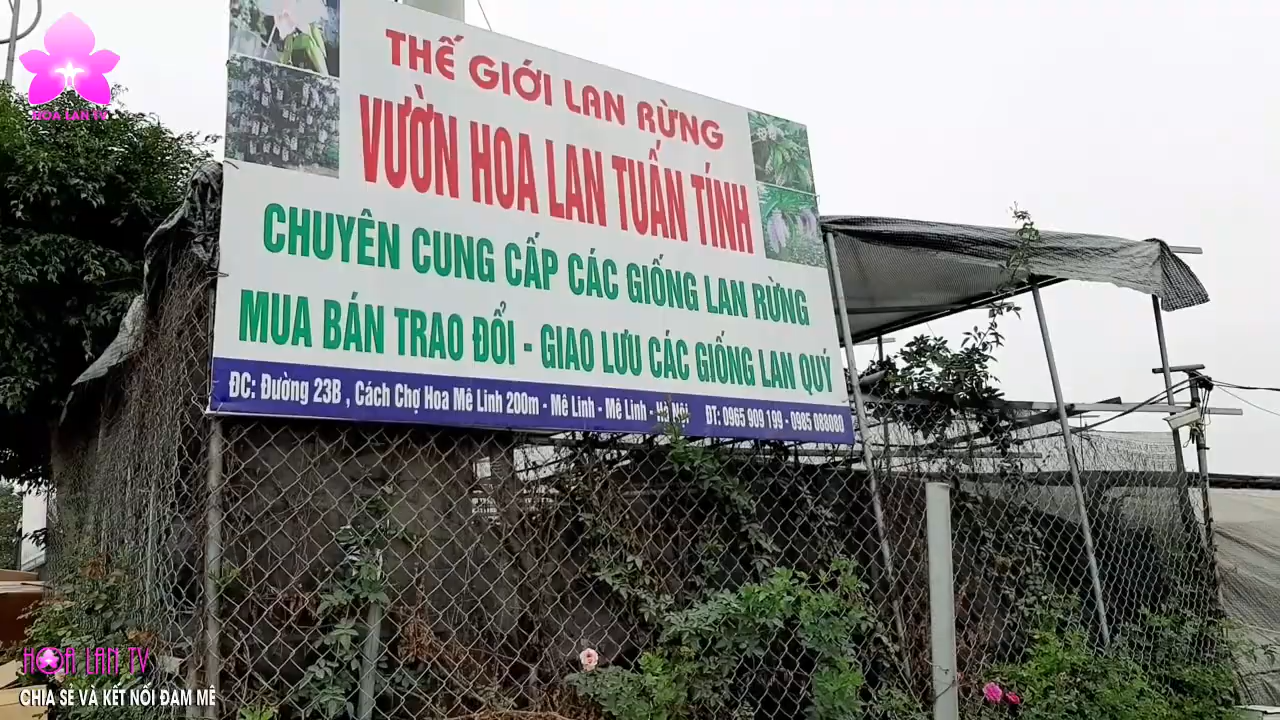 HOA LAN TV
THẾ GIỚI LAN RỪNG
VƯỜN HOA LAN TUẤN TÍNH
CHUYÊN CUNG CẤP CÁC GIỐNG LAN RỪNG
MUA BÁN TRAO ĐỔI - GIAO LƯU CÁC GIỐNG LAN QUÝ
ĐC: Đường 23B , Cách Chợ Hoa Mê Linh 200m - Mê Linh - Mê Linh - Hà Nội ĐT: 0965 909 199 - 0985 088080
HOA LAN TV
CHIA SẺ VÀ KẾT NỐI ĐAM MÊ